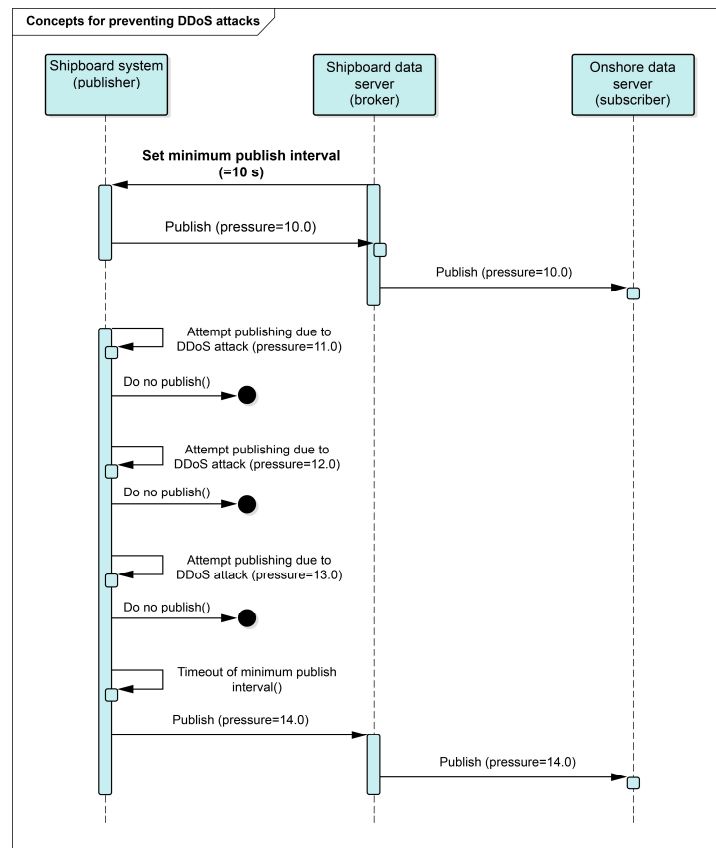 Concepts for preventing DDoS attacks
Shipboard system
(publisher)
Shipboard data
server
(broker)
Onshore data
server
(subscriber)
Set minimum publish interval
(=10 s)
Publish (pressure=10.0)
Publish (pressure=10.0)
Attempt publishing due to
DDoS attack (pressure=11.0)
Do no publish()
Attempt publishing due to
DDoS attack (pressure=12.0)
Do no publish()
Attempt publishing due to
DDoS attack (pressure=13.0)
Do no publish()
Timeout of minimum publish
interval()
Publish (pressure=14.0)
Publish (pressure=14.0)